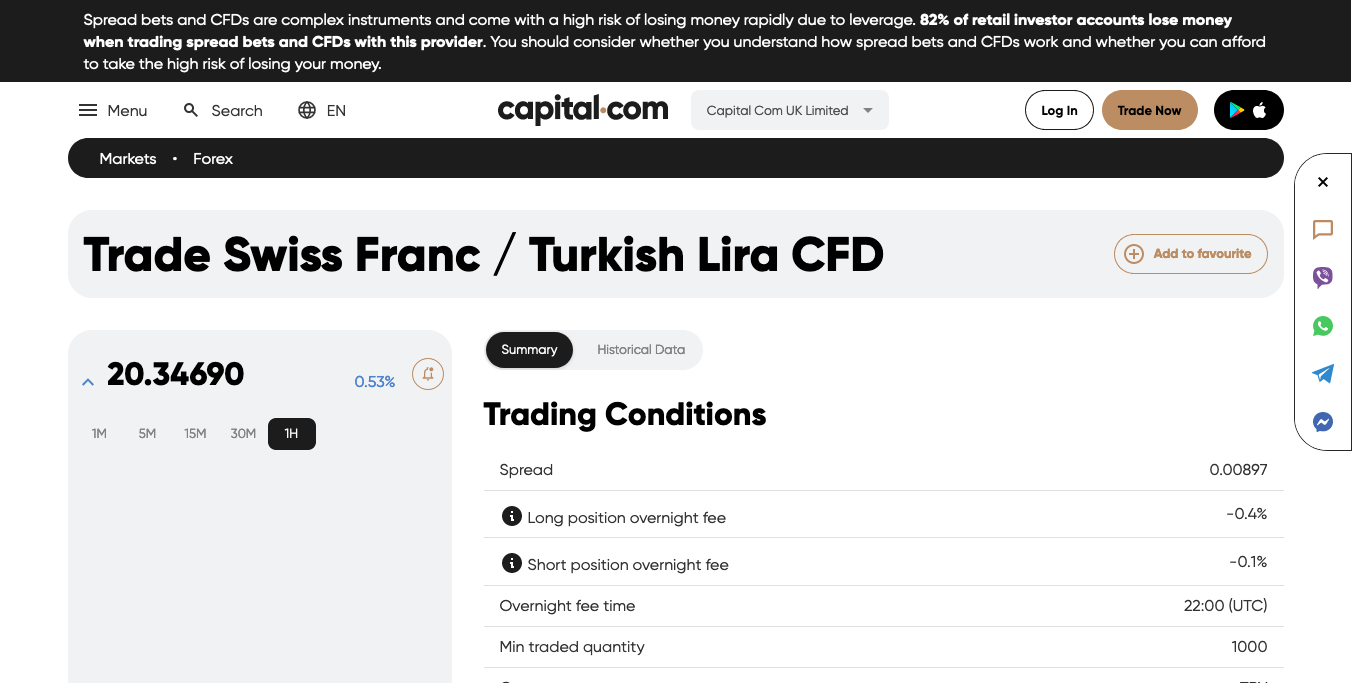 Spread bets and CFDs are complex instruments and come with a high risk of losing money rapidly due to leverage. 82% of retail investor accounts lose money
when trading spread bets and CFDs with this provider. You should consider whether you understand how spread bets and CFDs work and whether you can afford
to take the high risk of losing your money.
Menu Search EN capital.com Capital Com UK Limited Log In Trade Now
Markets • Forex
Trade Swiss Franc / Turkish Lira CFD
Add to favourite
20.34690 0.53%
1M 5M 15M 30M 1H
Summary Historical Data
Trading Conditions
Spread 0.00897
Long position overnight fee -0.4%
Short position overnight fee -0.1%
Overnight fee time 22:00 (UTC)
Min traded quantity 1000